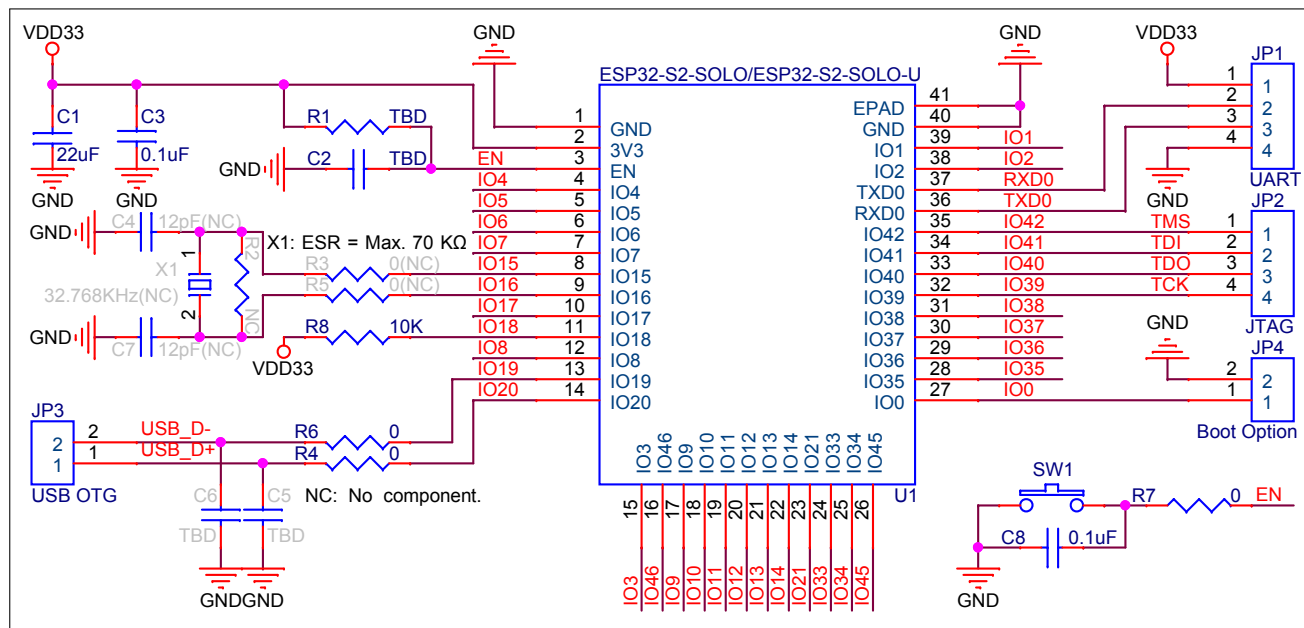 VDD33
GND
VDD33
JP1
ESP32-S2-SOLO/ESP32-S2-SOLO-U
C1
22uF
GND
C3
0.1uF
GND
R1
TBD
GND
C2
TBD
EN
IO4
IO5
IO6
IO7
IO15
IO16
IO17
IO18
IO8
IO19
IO20
1
2
3
4
5
6
7
8
9
10
11
12
13
14
GND
3V3
EN
IO4
IO5
IO6
IO7
IO15
IO16
IO17
IO18
IO8
IO19
IO20
GND
C4
12pF(NC)
1
X1
32.768KHz(NC)
2
R2
NC
GND
C7
12pF(NC)
X1: ESR = Max. 70 KΩ
R3
0(NC)
R5
0(NC)
R8
10K
VDD33
JP3
2
1
2
1
USB OTG
USB_D-
USB_D+
R6
0
R4
0
C6
TBD
C5
TBD
GND
GND
NC: No component.
IO3
IO46
IO9
IO10
IO11
IO12
IO13
IO14
IO21
IO33
IO34
IO45
15
16
17
18
19
20
21
22
23
24
25
26
IO3
IO46
IO9
IO10
IO11
IO12
IO13
IO14
IO21
IO33
IO34
IO45
U1
EPAD
GND
IO1
IO2
TXD0
RXD0
IO42
IO41
IO40
IO39
IO38
IO37
IO36
IO35
IO0
41
40
39
38
37
36
35
34
33
32
31
30
29
28
27
GND
IO1
IO2
RXD0
TXD0
IO42
IO41
IO40
IO39
IO38
IO37
IO36
IO35
IO0
1
2
3
4
1
2
3
4
UART
GND
JP2
TMS
TDI
TDO
TCK
1
2
3
4
1
2
3
4
JTAG
GND
JP4
2
1
2
1
Boot Option
SW1
R7
0
EN
C8
0.1uF
GND